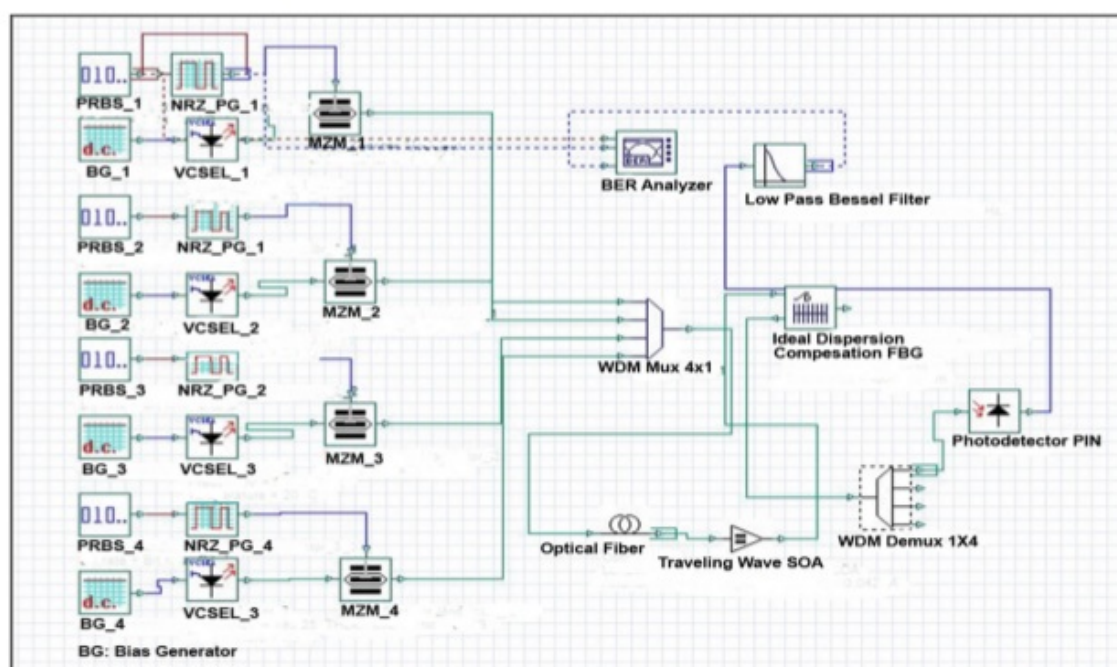 010..
PRBS_1
NRZ_PG_1
MZM_1
d.c.
BG_1
VCSEL_1
BER
BER Analyzer
Low Pass Bessel Filter
010..
PRBS_2
NRZ_PG_1
d.c.
BG_2
VCSEL_2
MZM_2
WDM Mux 4x1
Ideal Dispersion
Compesation FBG
010..
PRBS_3
NRZ_PG_2
d.c.
BG_3
VCSEL_3
MZM_3
Photodetector PIN
010..
PRBS_4
NRZ_PG_4
Optical Fiber
Traveling Wave SOA
WDM Demux 1X4
d.c.
BG_4
VCSEL_3
MZM_4
BG: Bias Generator